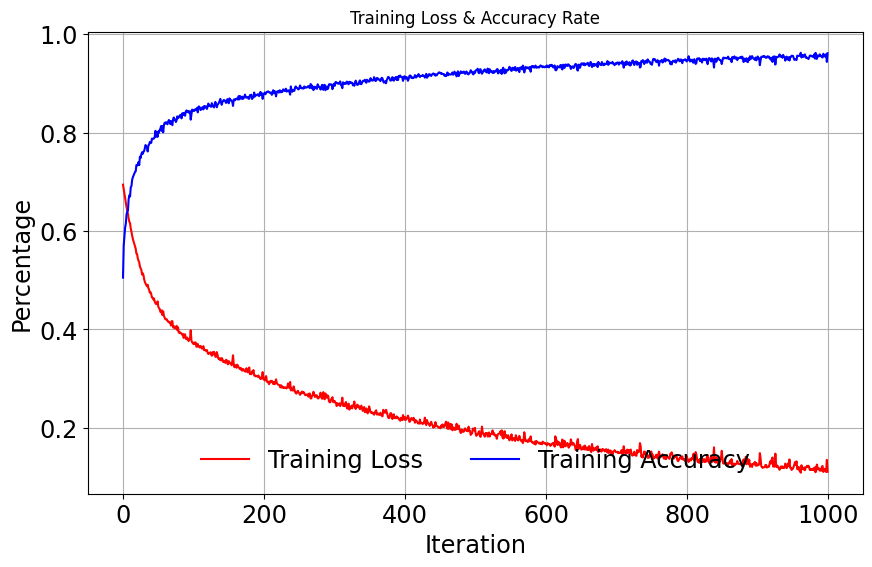 Training Loss & Accuracy Rate
1.0
0.8
0.6
0.4
0.2
Percentage
Training Loss Training Accuracy
0 200 400 600 800 1000
Iteration